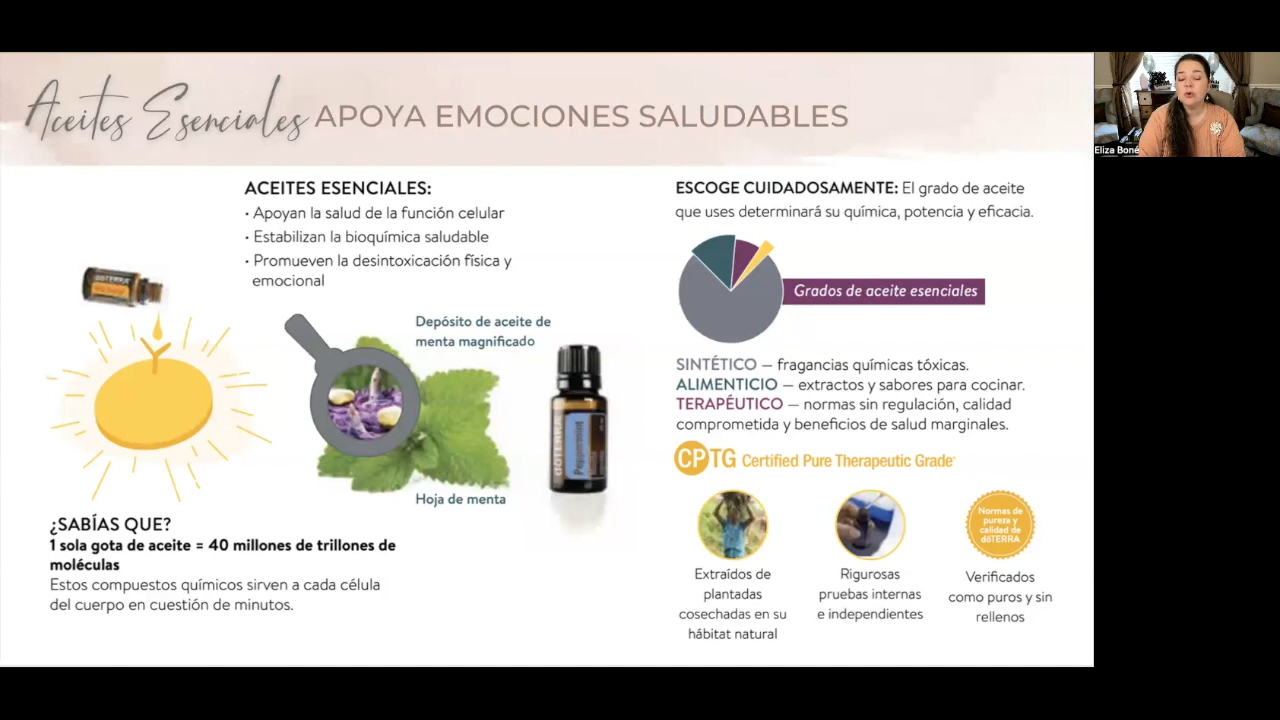 Aceites Esenciales APOYA EMOCIONES SALUDABLES
Eliza Boné
ACEITES ESENCIALES:
• Apoyan la salud de la función celular
• Estabilizan la bioquímica saludable
• Promueven la desintoxicación física y
emocional
dōTERRA
Depósito de aceite de
menta magnificado
dōTERRA
Peppermint
Hoja de menta
¿SABÍAS QUE?
1 sola gota de aceite = 40 millones de trillones de
moléculas
Estos compuestos químicos sirven a cada célula
del cuerpo en cuestión de minutos.
ESCOGE CUIDADOSAMENTE: El grado de aceite
que uses determinará su química, potencia y eficacia.
Grados de aceite esenciales
SINTÉTICO — fragancias químicas tóxicas.
ALIMENTICIO — extractos y sabores para cocinar.
TERAPÉUTICO — normas sin regulación, calidad
comprometida y beneficios de salud marginales.
CPTG Certified Pure Therapeutic Grade®
Extraídos de
plantadas
cosechadas en su
hábitat natural
Rigurosas
pruebas internas
e independientes
Normas de
pureza y
calidad de
dōTERRA
Verificados
como puros y sin
rellenos